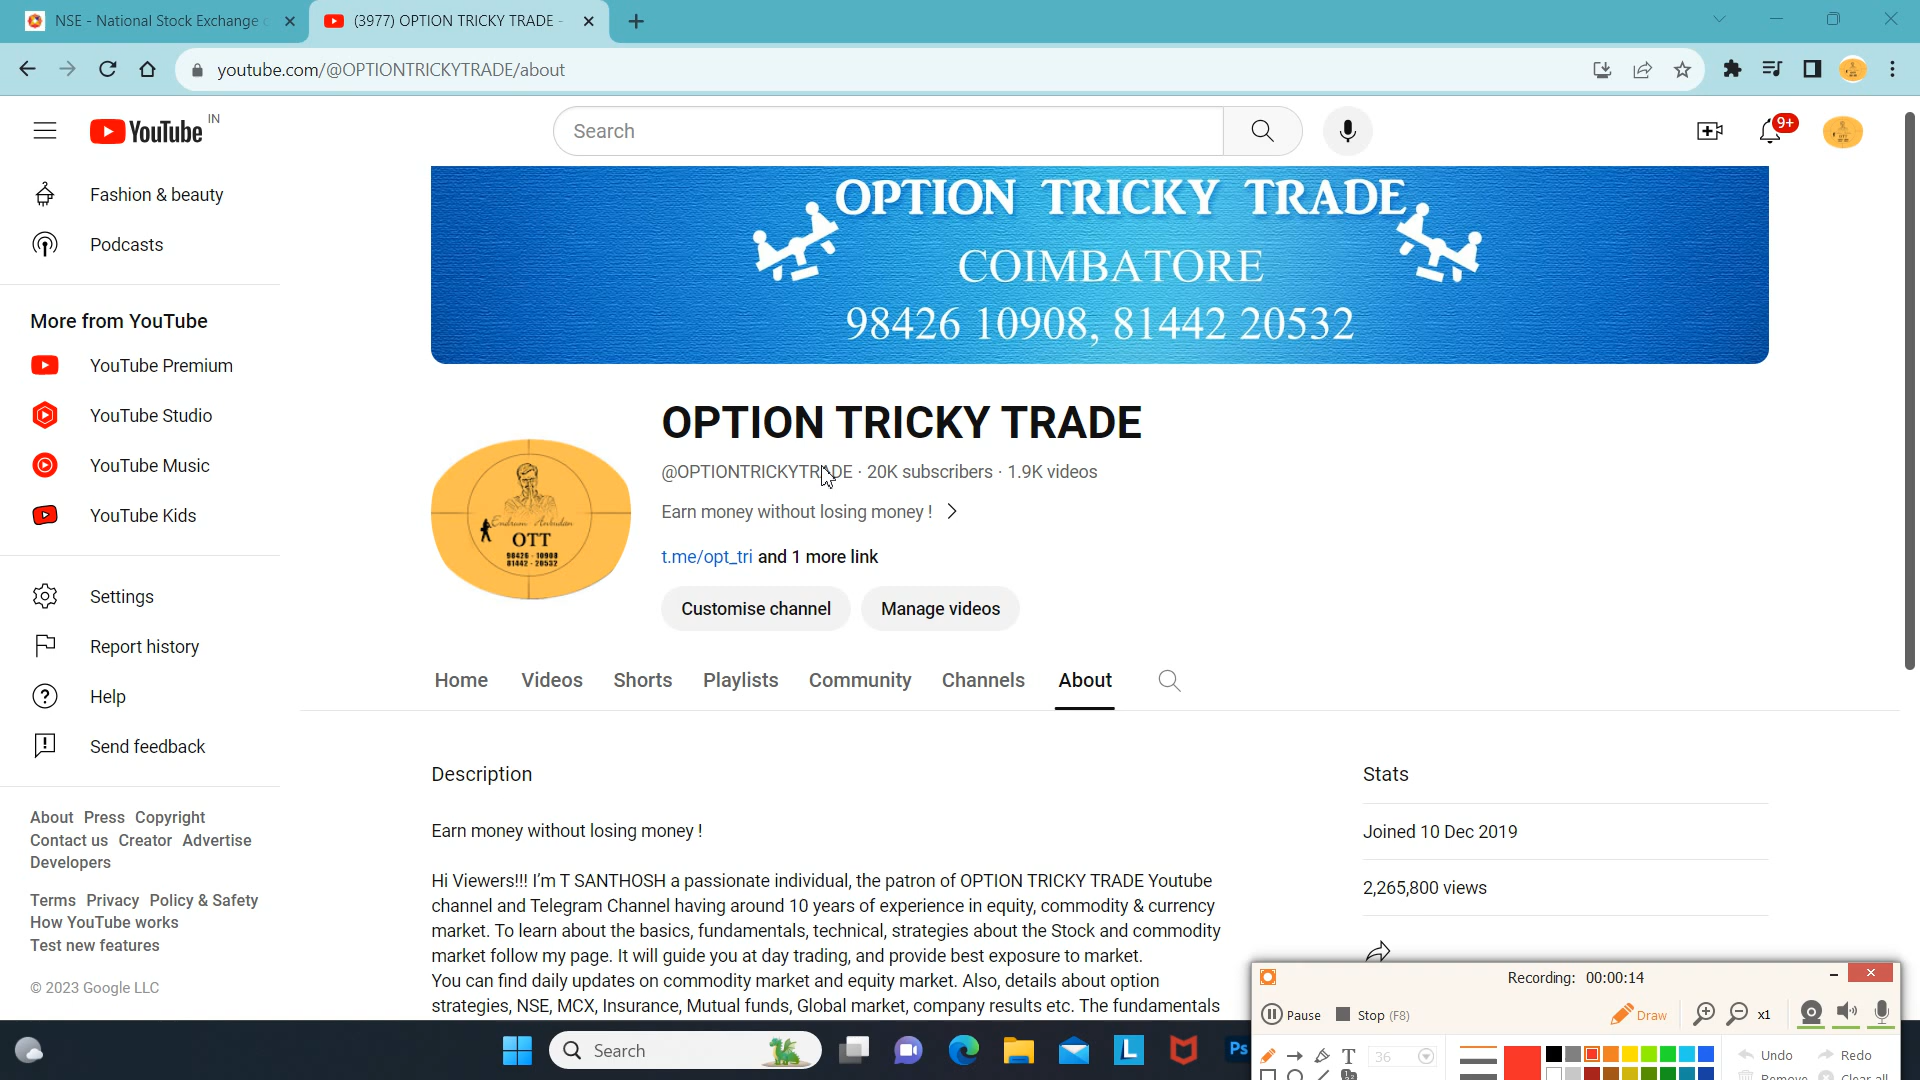 NSE - National Stock Exchange
(3977) OPTION TRICKY TRADE -
youtube.com/@OPTIONTRICKYTRADE/about
YouTube IN
Search
9+
Fashion & beauty
Podcasts
More from YouTube
YouTube Premium
YouTube Studio
YouTube Music
YouTube Kids
Settings
Report history
Help
Send feedback
About Press Copyright
Contact us Creator Advertise
Developers
Terms Privacy Policy & Safety
How YouTube works
Test new features
© 2023 Google LLC
OPTION TRICKY TRADE
COIMBATORE
98426 10908, 81442 20532
OTT
98426 - 10908
81442 - 20532
OPTION TRICKY TRADE
@OPTIONTRICKYTRADE · 20K subscribers · 1.9K videos
Earn money without losing money !
t.me/opt_tri and 1 more link
Customise channel
Manage videos
Home Videos Shorts Playlists Community Channels About
Description
Earn money without losing money !
Hi Viewers!!! I'm T SANTHOSH a passionate individual, the patron of OPTION TRICKY TRADE Youtube
channel and Telegram Channel having around 10 years of experience in equity, commodity & currency
market. To learn about the basics, fundamentals, technical, strategies about the Stock and commodity
market follow my page. It will guide you at day trading, and provide best exposure to market.
You can find daily updates on commodity market and equity market. Also, details about option
strategies, NSE, MCX, Insurance, Mutual funds, Global market, company results etc. The fundamentals
Stats
Joined 10 Dec 2019
2,265,800 views
Recording: 00:00:14
Pause Stop (F8) Draw x1
T 36 Undo Redo
Remove Clear all
Search
L
Ps